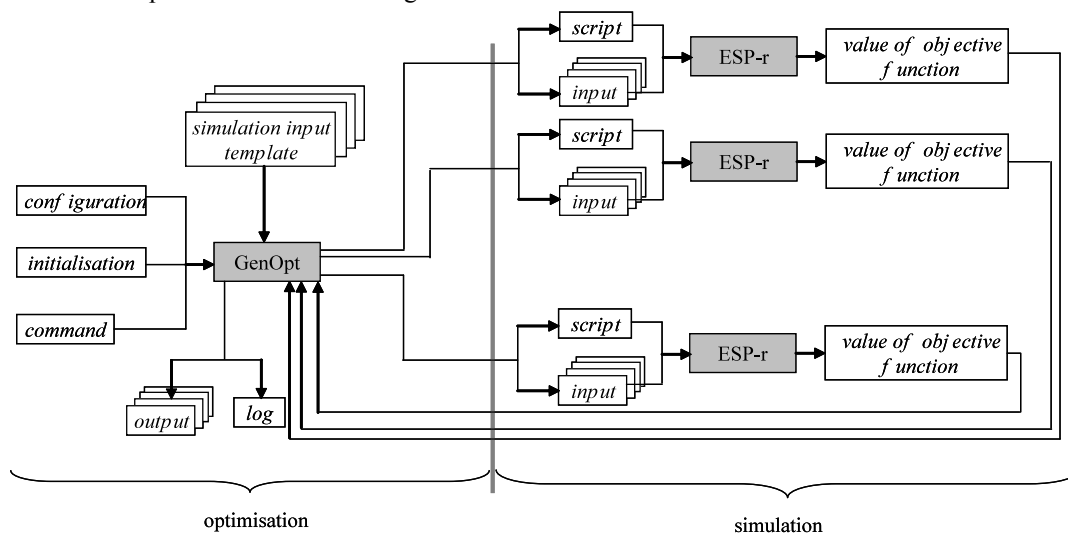 script
input
ESP-r
value of objective
function
simulation input
template
script
input
ESP-r
value of objective
function
configuration
initialisation
command
GenOpt
script
input
ESP-r
value of objective
function
output
log
optimisation
simulation